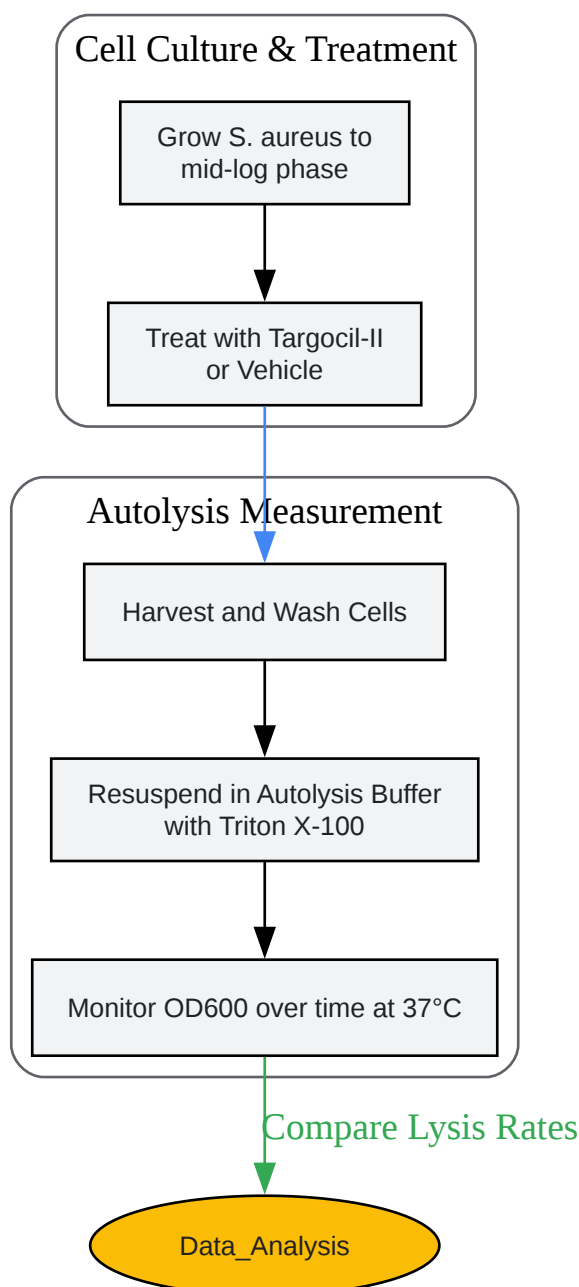 Cell Culture & Treatment
Grow S. aureus to
mid-log phase
Treat with Targocil-II
or Vehicle
Autolysis Measurement
Harvest and Wash Cells
Resuspend in Autolysis Buffer
with Triton X-100
Monitor OD600 over time at 37°C
Compare Lysis Rates
Data_Analysis